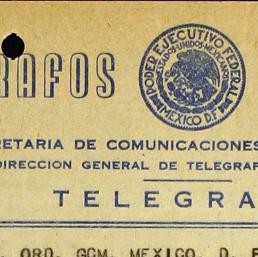 RAFOS
PODER EJECUTIVO FEDERAL
ESTADOS UNIDOS MEXICANOS
MEXICO D.F.
RETARIA DE COMUNICACIONES
DIRECCION GENERAL DE TELEGRAF
TELEGRA
. ORD. GCM. MEXICO, D. F